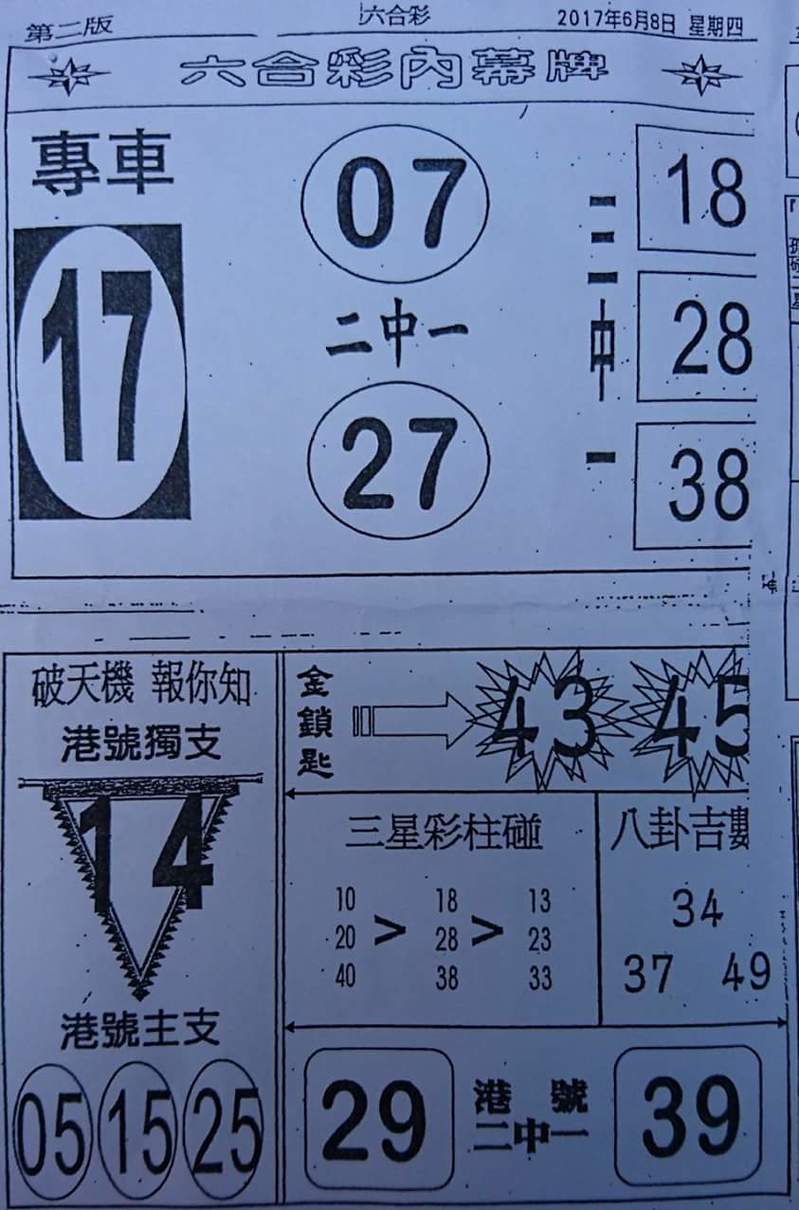 第二版
六合彩
2017年6月8日 星期四
六合彩內幕牌
專車
17
07
二中一
27
三中一
18
28
38
破天機 報你知
港號獨支
14
港號主支
05 15 25
金鎖匙
43 45
三星彩柱碰
10 18 13
20 > 28 > 23
40 38 33
八卦吉數
34
37 49
29
港號
二中一
39